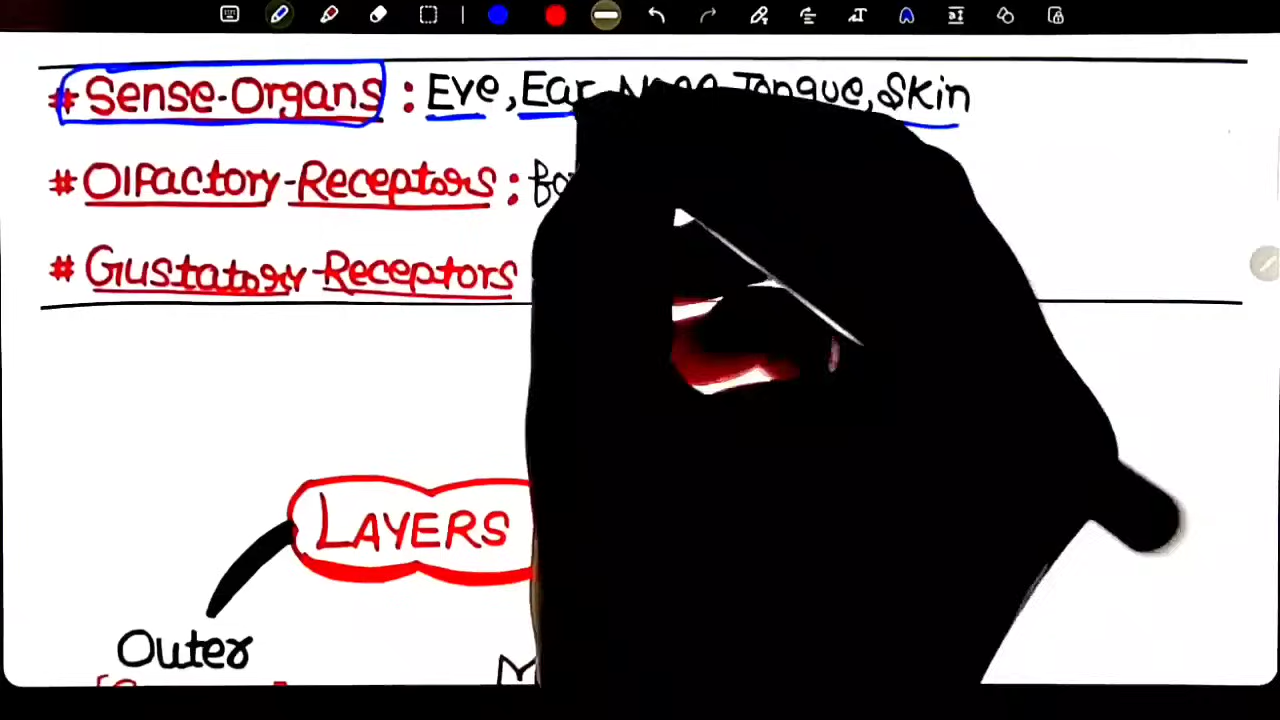 # Sense-Organs : Eye, Ear, Nose, Tongue, Skin
# Olfactory-Receptors :
# Gustatory-Receptors
LAYERS
Outer